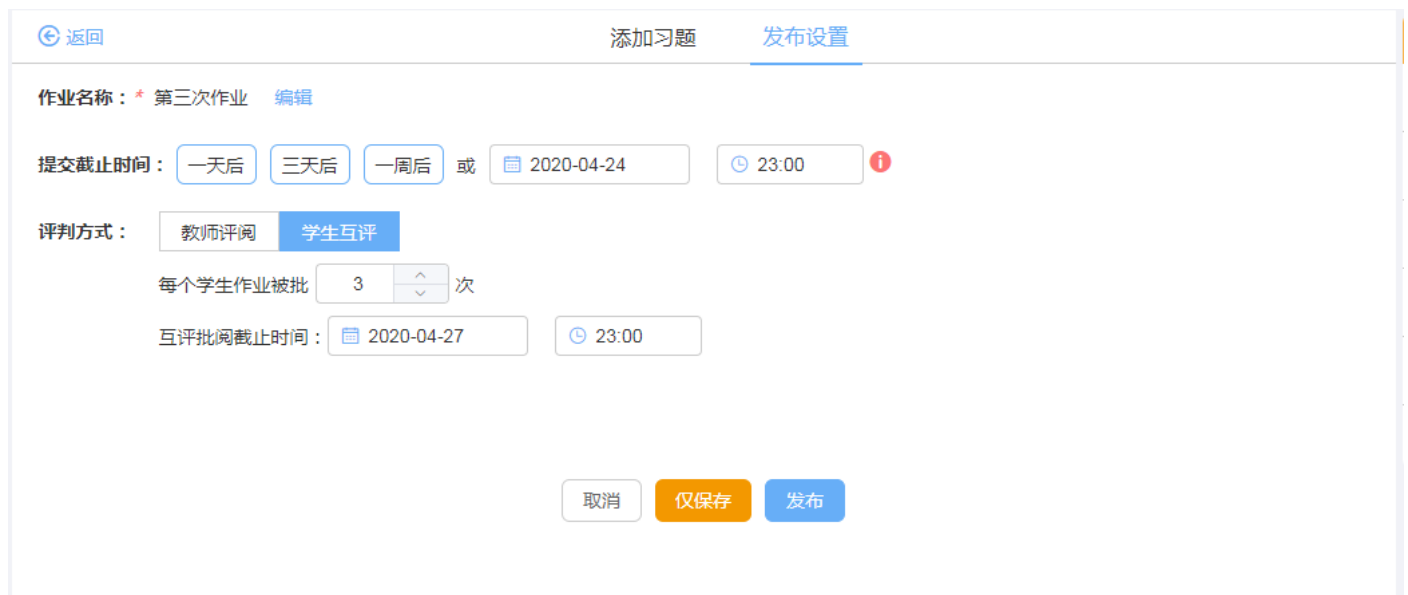 返回 添加习题 发布设置
作业名称：* 第三次作业 编辑
提交截止时间： 一天后 三天后 一周后 或 2020-04-24 23:00
评判方式： 教师评阅 学生互评
每个学生作业被批 3 次
互评批阅截止时间： 2020-04-27 23:00
取消 仅保存 发布